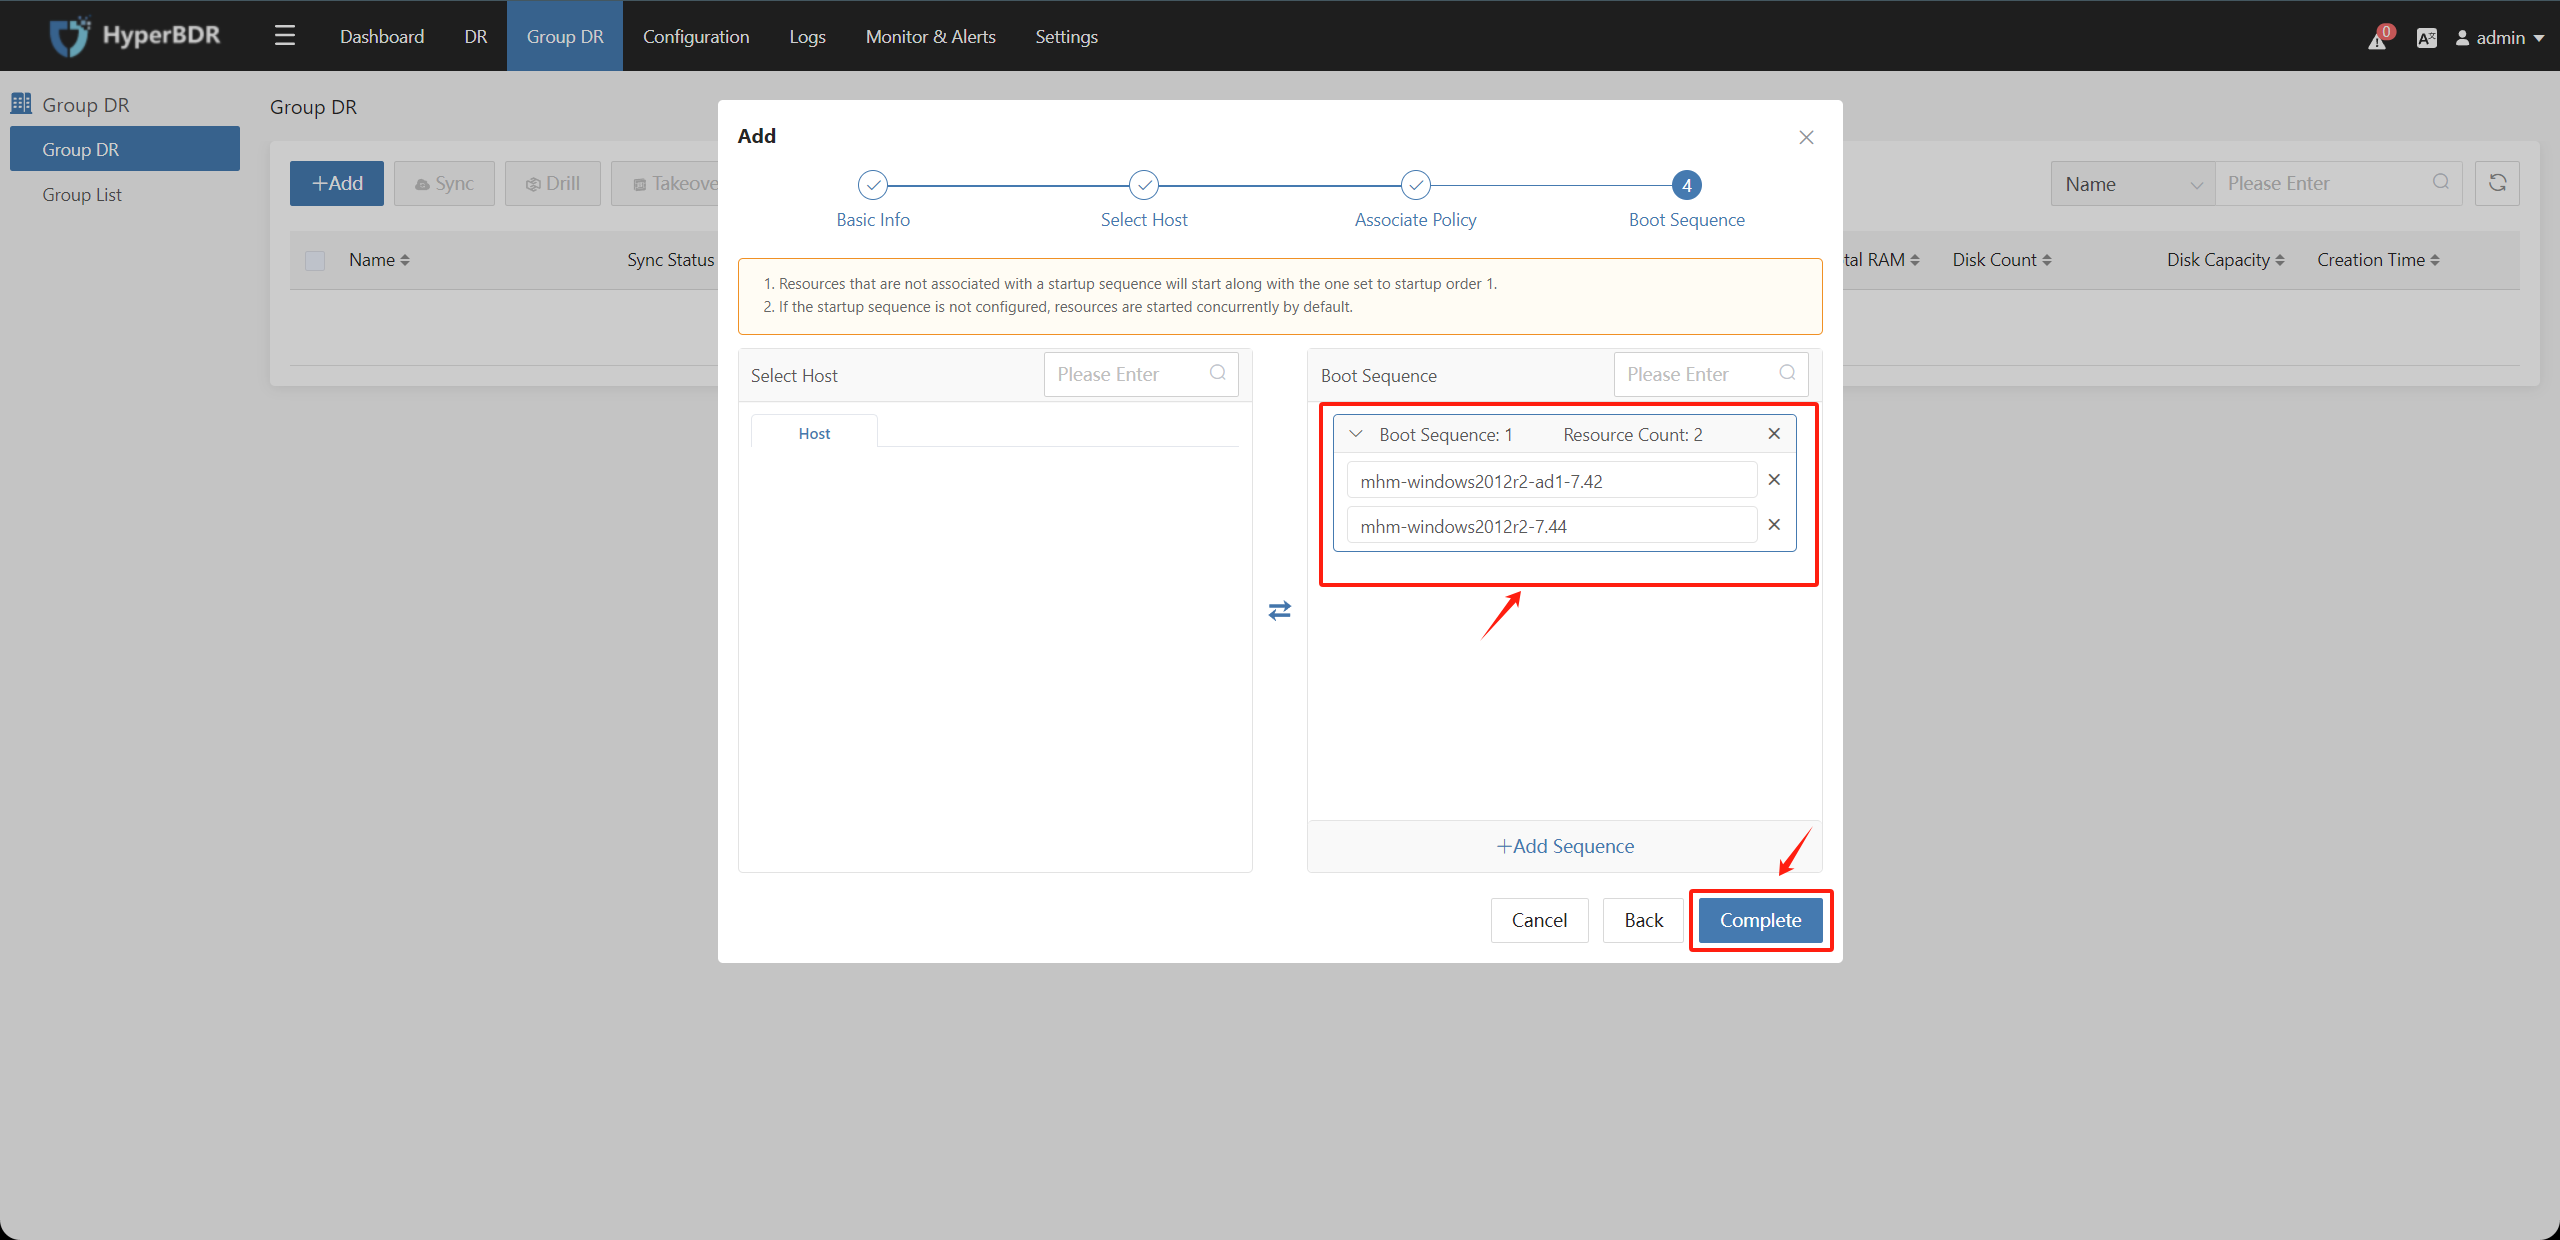 HyperBDR
Dashboard
DR
Group DR
Configuration
Logs
Monitor & Alerts
Settings
0
admin
Group DR
Group DR
Group List
Group DR
+Add
Sync
Drill
Takeove
Name
Please Enter
Name
Sync Status
tal RAM
Disk Count
Disk Capacity
Creation Time
Add
4
Basic Info
Select Host
Associate Policy
Boot Sequence
1. Resources that are not associated with a startup sequence will start along with the one set to startup order 1.
2. If the startup sequence is not configured, resources are started concurrently by default.
Select Host
Please Enter
Host
Boot Sequence
Please Enter
Boot Sequence: 1
Resource Count: 2
mhm-windows2012r2-ad1-7.42
mhm-windows2012r2-7.44
+Add Sequence
Cancel
Back
Complete